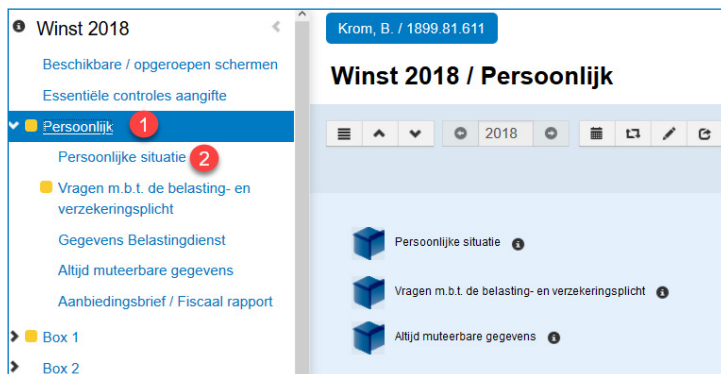 Winst 2018
Beschikbare / opgeroepen schermen
Essentiële controles aangifte
Persoonlijk 1
Persoonlijke situatie 2
Vragen m.b.t. de belasting- en
verzekeringsplicht
Gegevens Belastingdienst
Altijd muteerbare gegevens
Aanbiedingsbrief / Fiscaal rapport
Box 1
Box 2
Krom, B. / 1899.81.611
Winst 2018 / Persoonlijk
2018
Persoonlijke situatie
Vragen m.b.t. de belasting- en verzekeringsplicht
Altijd muteerbare gegevens